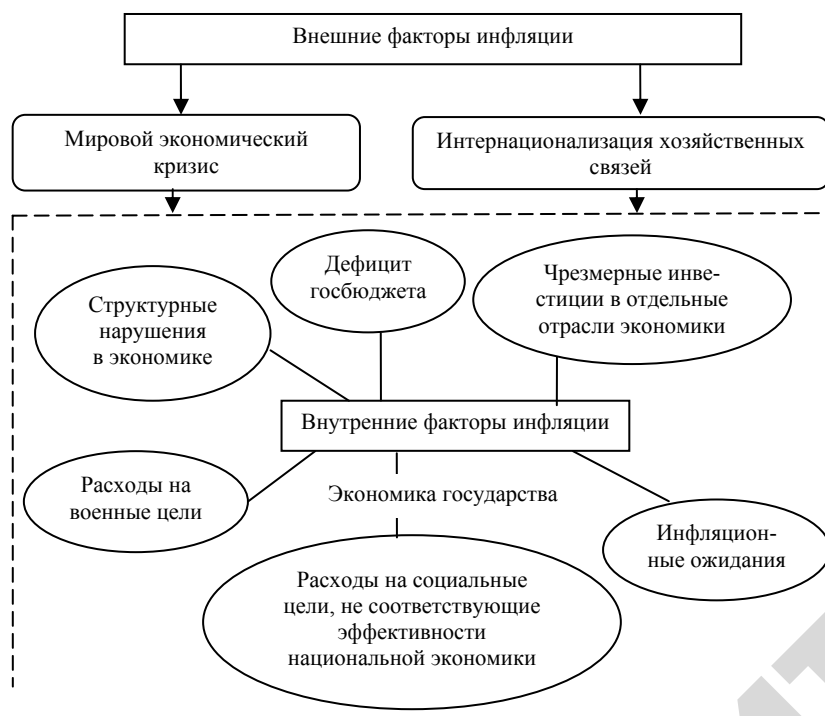 Внешние факторы инфляции
Мировой экономический
кризис
Интернационализация хозяйственных
связей
Дефицит
госбюджета
Чрезмерные инве-
стиции в отдельные
отрасли экономики
Структурные
нарушения
в экономике
Внутренние факторы инфляции
Расходы на
военные цели
Экономика государства
Инфляцион-
ные ожидания
Расходы на социальные
цели, не соответствующие
эффективности
национальной экономики